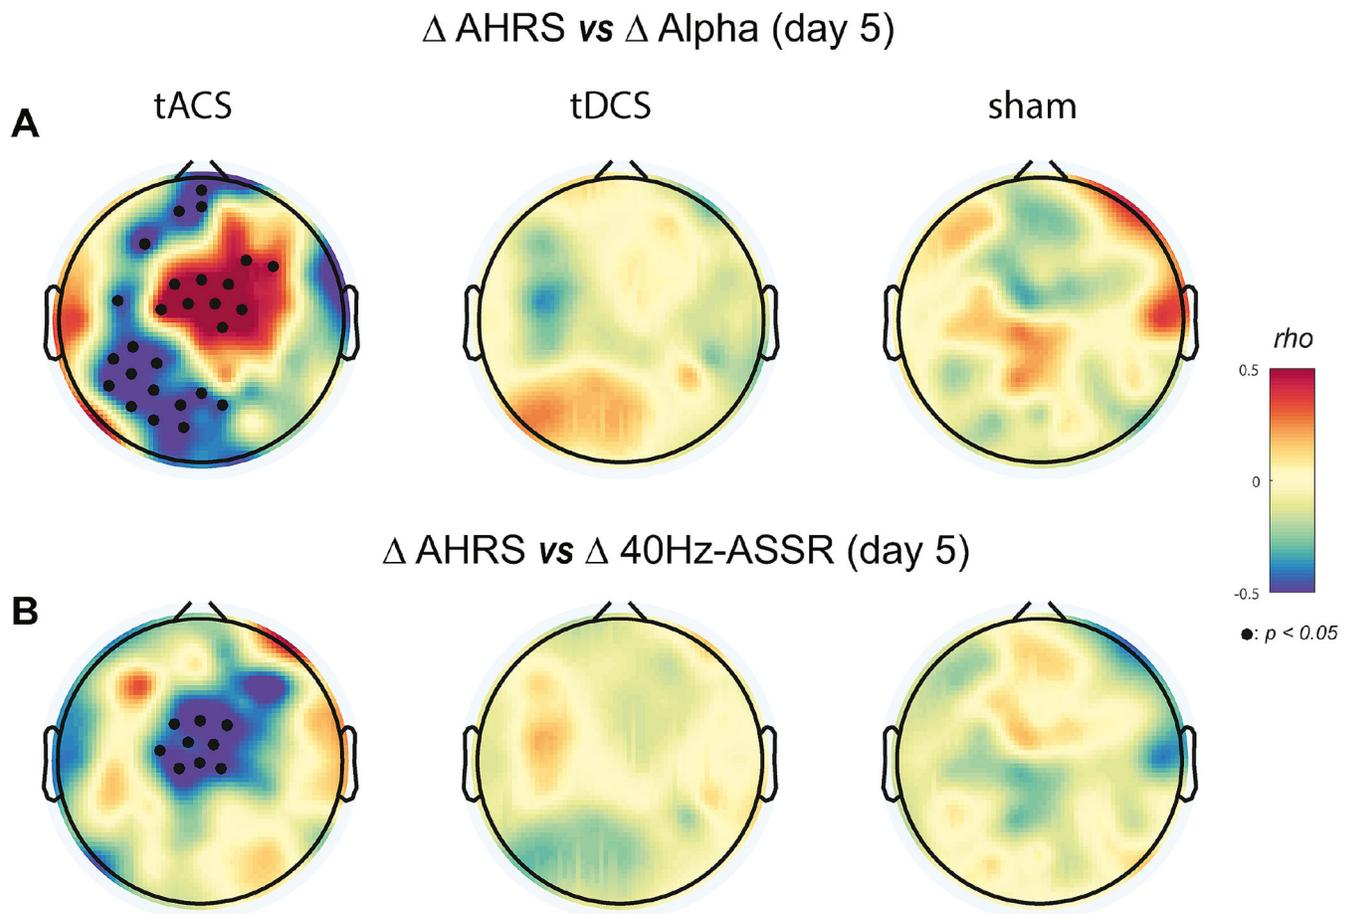 Δ AHRS vs Δ Alpha (day 5)
A
tACS
tDCS
sham
rho
0.5
0
-0.5
●: p < 0.05
Δ AHRS vs Δ 40Hz-ASSR (day 5)
B